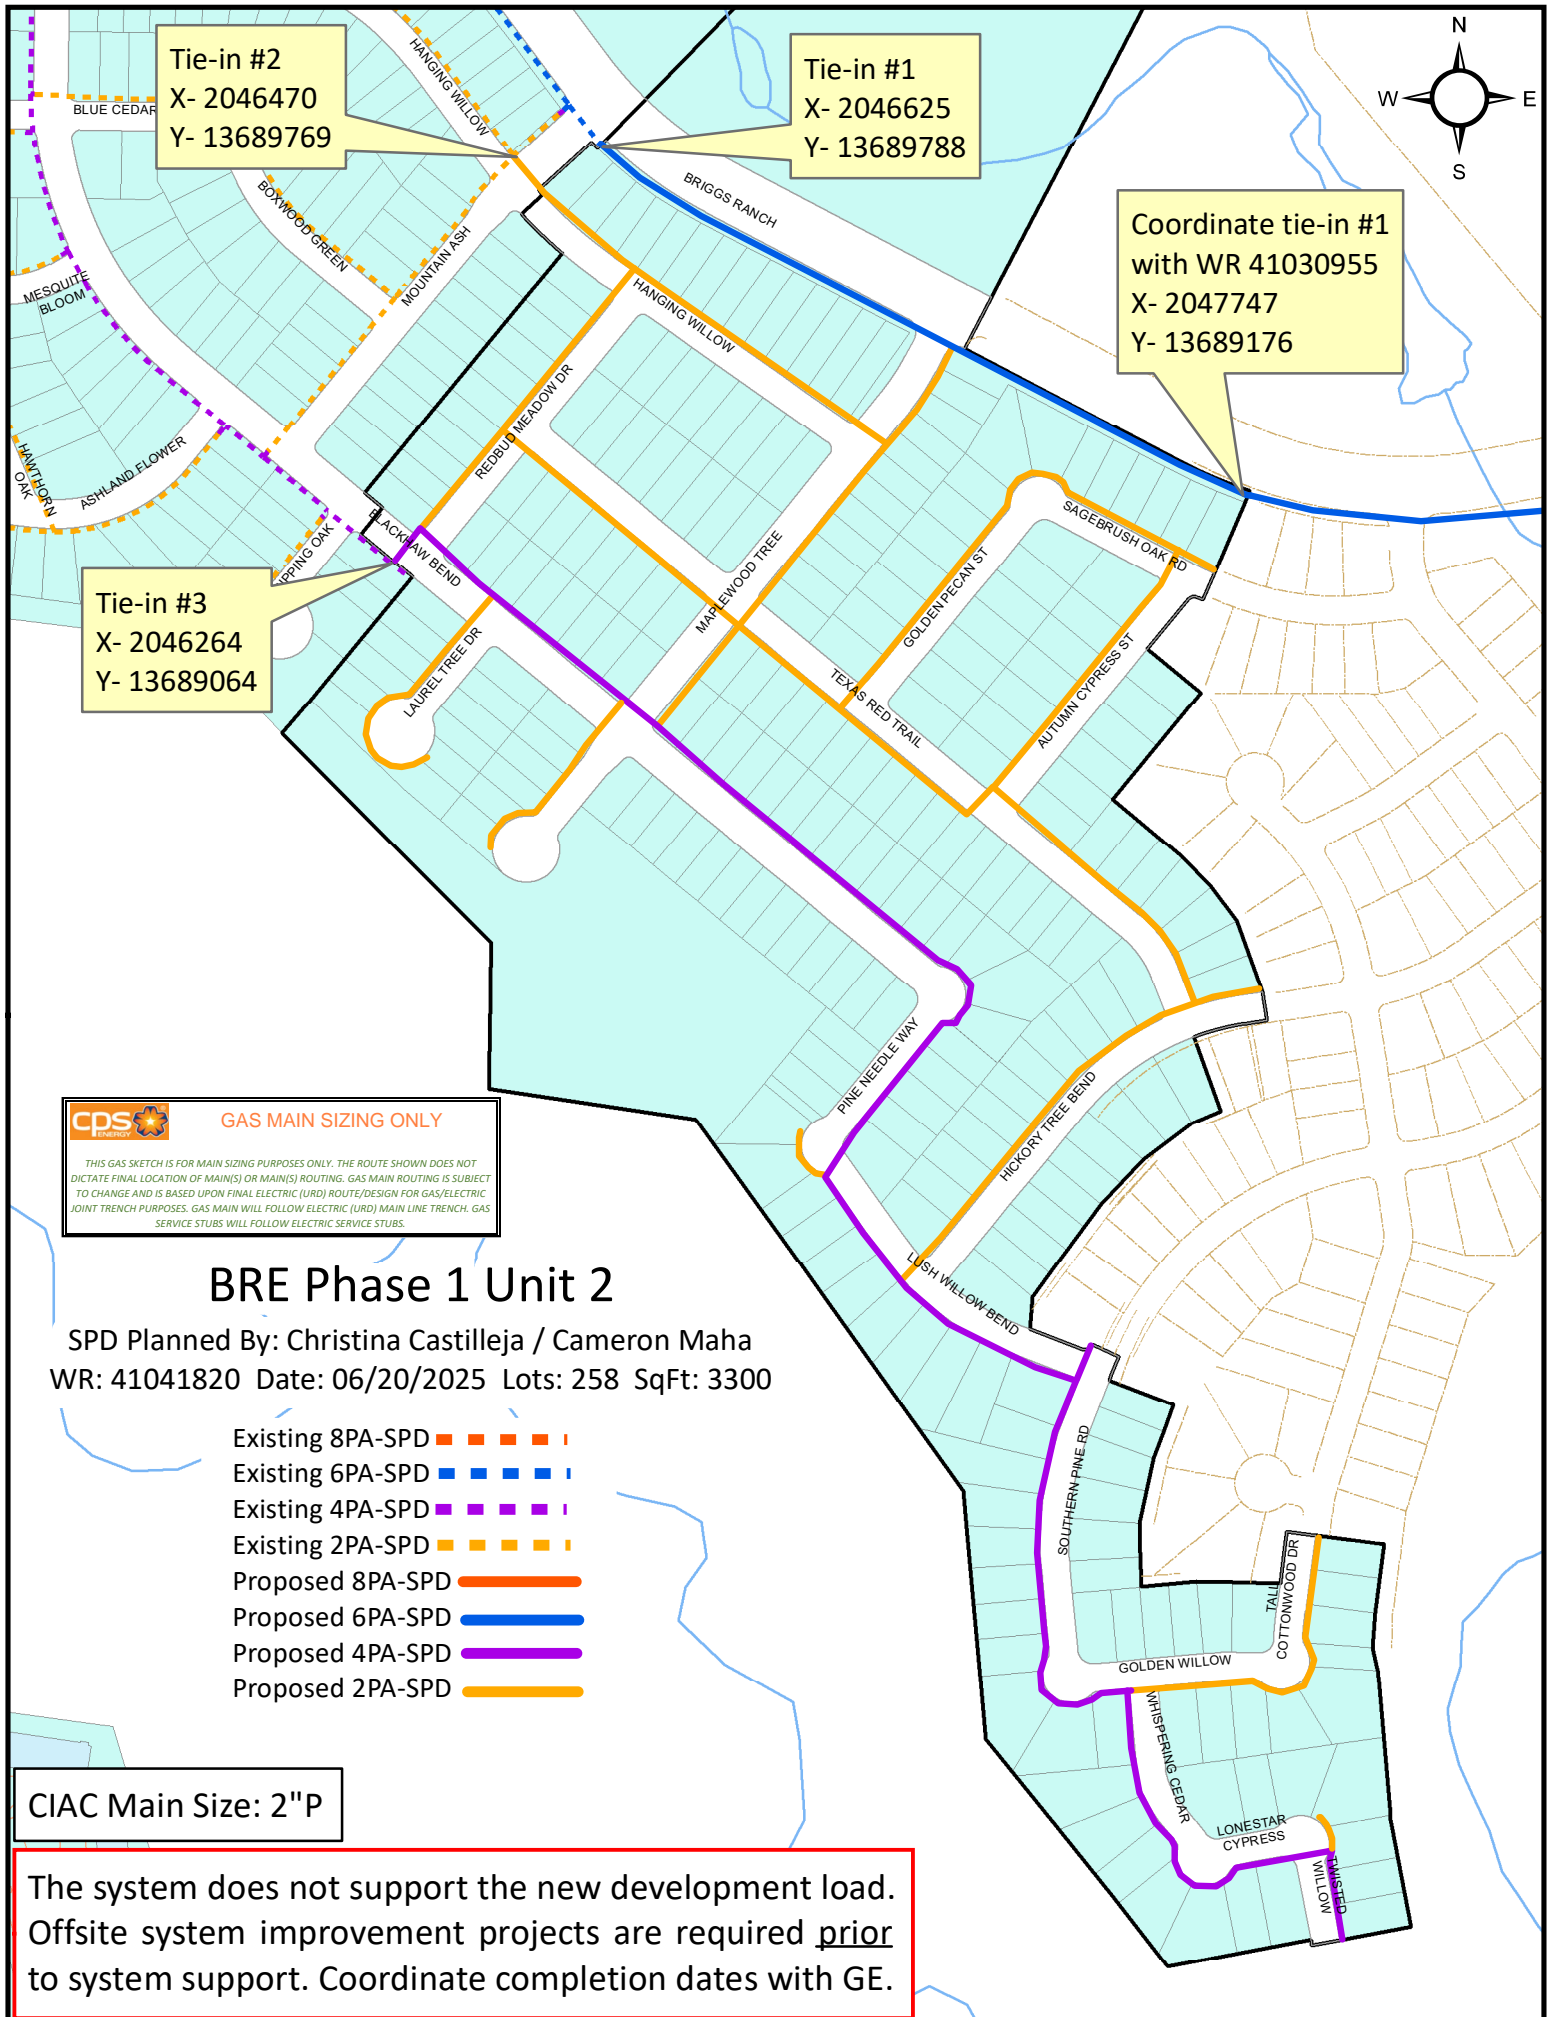 Tie-in #2
X- 2046470
Y- 13689769
Tie-in #1
X- 2046625
Y- 13689788
N
W
E
S
Coordinate tie-in #1
with WR 41030955
X- 2047747
Y- 13689176
HANGING WILLOW
BLUE CEDAR
BOXWOOD GREEN
MOUNTAIN ASH
BRIGGS RANCH
MESQUITE
BLOOM
HANGING WILLOW
REDBUD MEADOW DR
HAWTHORN
OAK
ASHLAND FLOWER
BLACKHAW BEND
SAGEBRUSH OAK RD
GOLDEN PECAN ST
MAPLEWOOD TREE
AUTUMN CYPRESS ST
LAUREL TREE DR
TEXAS RED TRAIL
Tie-in #3
X- 2046264
Y- 13689064
PINE NEEDLE WAY
HICKORY TREE BEND
LUSH WILLOW BEND
SOUTHERN PINE RD
TALL
COTTONWOOD DR
GOLDEN WILLOW
WHISPERING CEDAR
LONESTAR
CYPRESS
TWISTED
WILLOW
cps
ENERGY
GAS MAIN SIZING ONLY
THIS GAS SKETCH IS FOR MAIN SIZING PURPOSES ONLY. THE ROUTE SHOWN DOES NOT
DICTATE FINAL LOCATION OF MAIN(S) OR MAIN(S) ROUTING. GAS MAIN ROUTING IS SUBJECT
TO CHANGE AND IS BASED UPON FINAL ELECTRIC (URD) ROUTE/DESIGN FOR GAS/ELECTRIC
JOINT TRENCH PURPOSES. GAS MAIN WILL FOLLOW ELECTRIC (URD) MAIN LINE TRENCH. GAS
SERVICE STUBS WILL FOLLOW ELECTRIC SERVICE STUBS.
BRE Phase 1 Unit 2
SPD Planned By: Christina Castilleja / Cameron Maha
WR: 41041820 Date: 06/20/2025 Lots: 258 SqFt: 3300
Existing 8PA-SPD
Existing 6PA-SPD
Existing 4PA-SPD
Existing 2PA-SPD
Proposed 8PA-SPD
Proposed 6PA-SPD
Proposed 4PA-SPD
Proposed 2PA-SPD
CIAC Main Size: 2"P
The system does not support the new development load.
Offsite system improvement projects are required prior
to system support. Coordinate completion dates with GE.